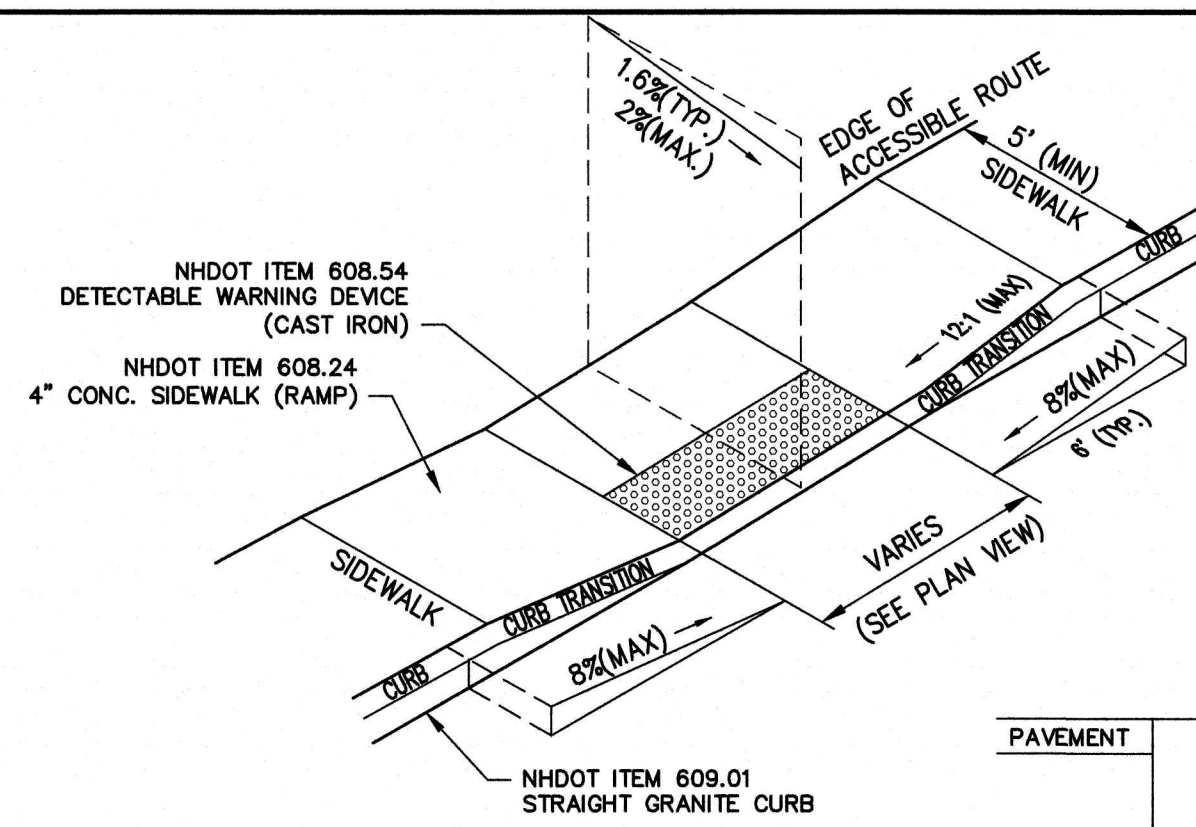 1.6%(TYP.)
2%(MAX.)
EDGE OF
ACCESSIBLE ROUTE
5' (MIN)
SIDEWALK
CURB
NHDOT ITEM 608.54
DETECTABLE WARNING DEVICE
(CAST IRON)
12:1 (MAX)
CURB TRANSITION
NHDOT ITEM 608.24
4" CONC. SIDEWALK (RAMP)
8%(MAX)
6' (TYP.)
VARIES
(SEE PLAN VIEW)
SIDEWALK
CURB TRANSITION
8%(MAX)
CURB
PAVEMENT
NHDOT ITEM 609.01
STRAIGHT GRANITE CURB